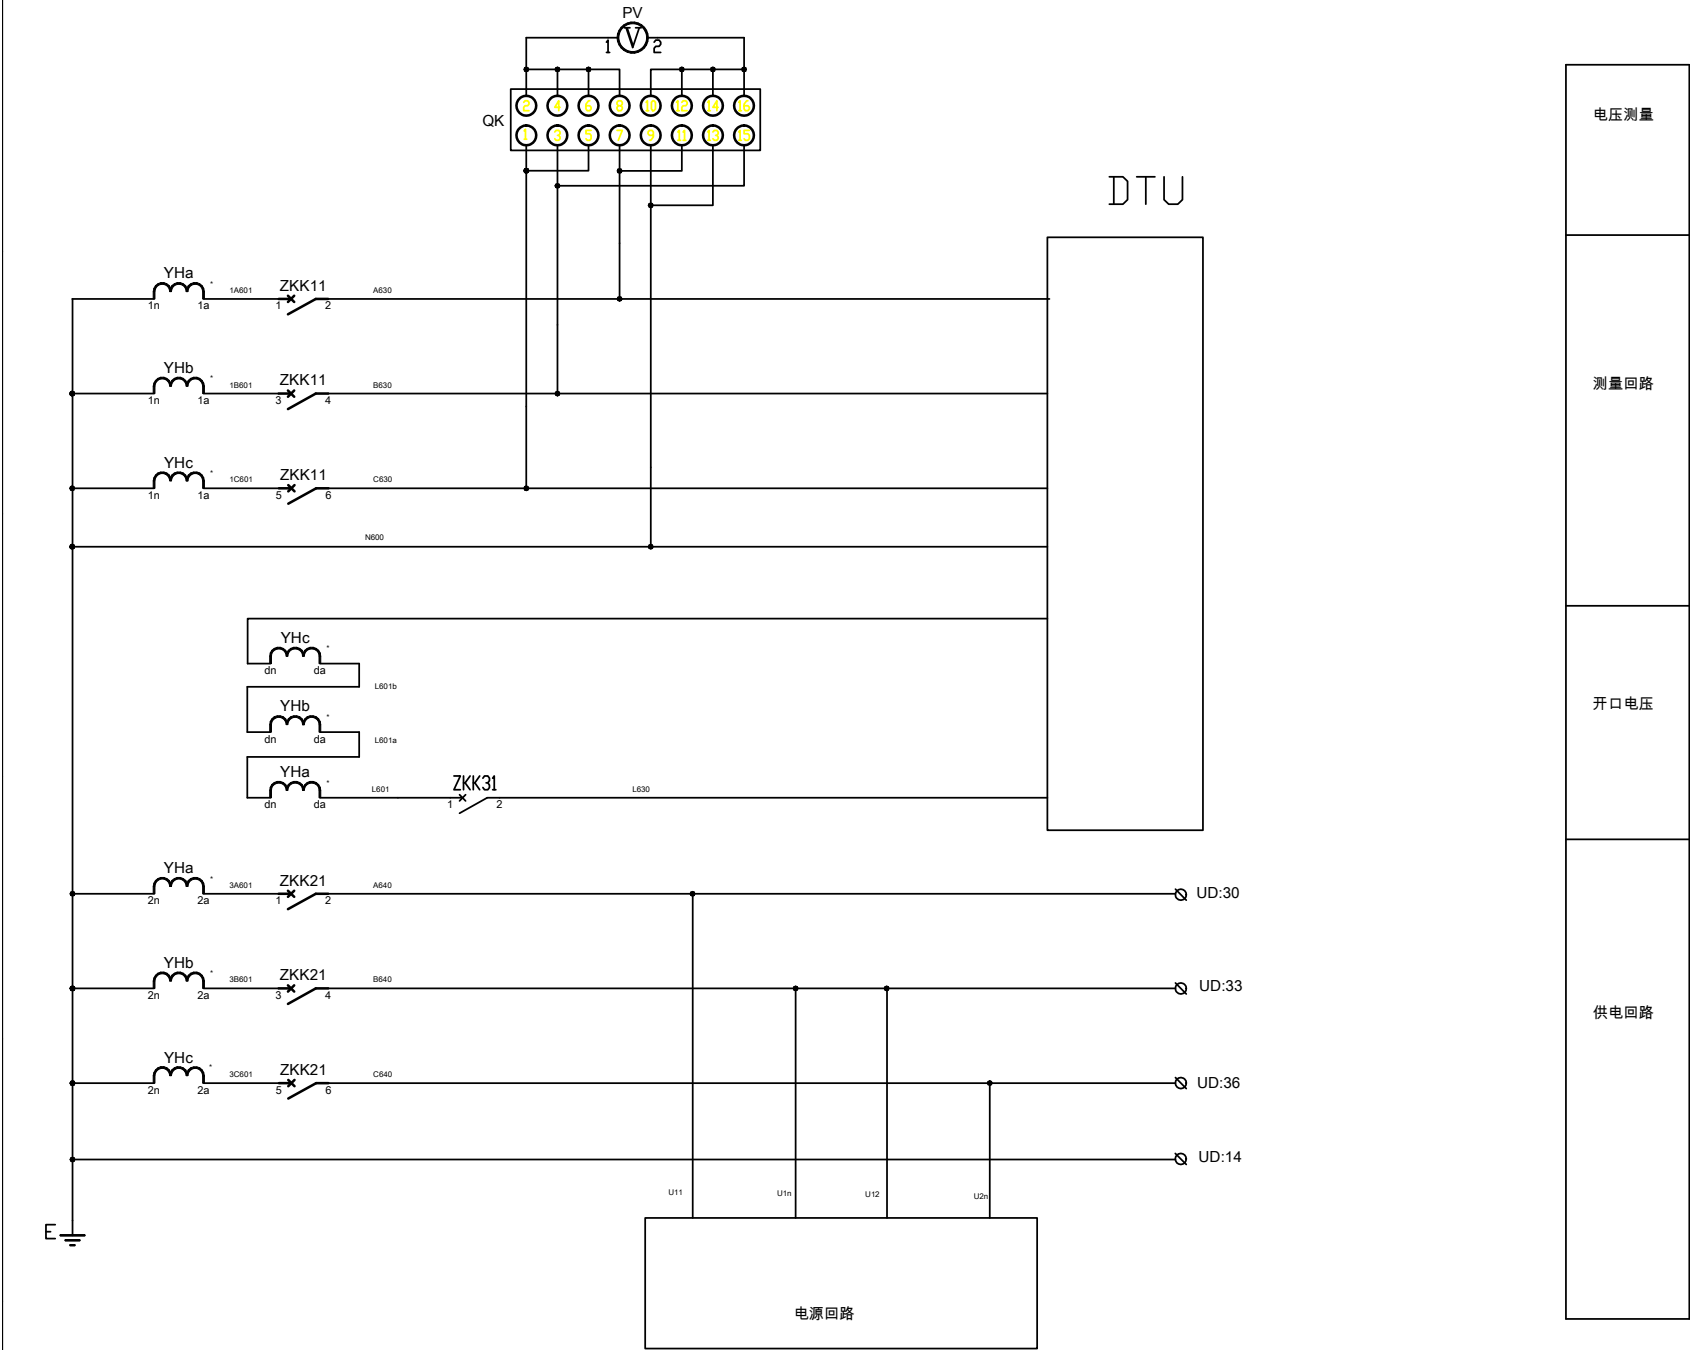 PV
1 V 2
2 4 6 8 10 12 14 16
QK
1 3 5 7 9 11 13 15
电压测量
DTU
YHa * 1A601 ZKK11 A630
1n 1a 1 2
YHb * 1B601 ZKK11 B630
1n 1a 3 4
测量回路
YHc * 1C601 ZKK11 C630
1n 1a 5 6
N600
YHc *
dn da
L601b
YHb *
dn da
L601a
开口电压
YHa * L601 ZKK31 L630
dn da 1 2
YHa * 3A601 ZKK21 A640 UD:30
2n 2a 1 2
YHb * 3B601 ZKK21 B640 UD:33
2n 2a 3 4
供电回路
YHc * 3C601 ZKK21 C640 UD:36
2n 2a 5 6
UD:14
U11 U1n U12 U2n
E
电源回路